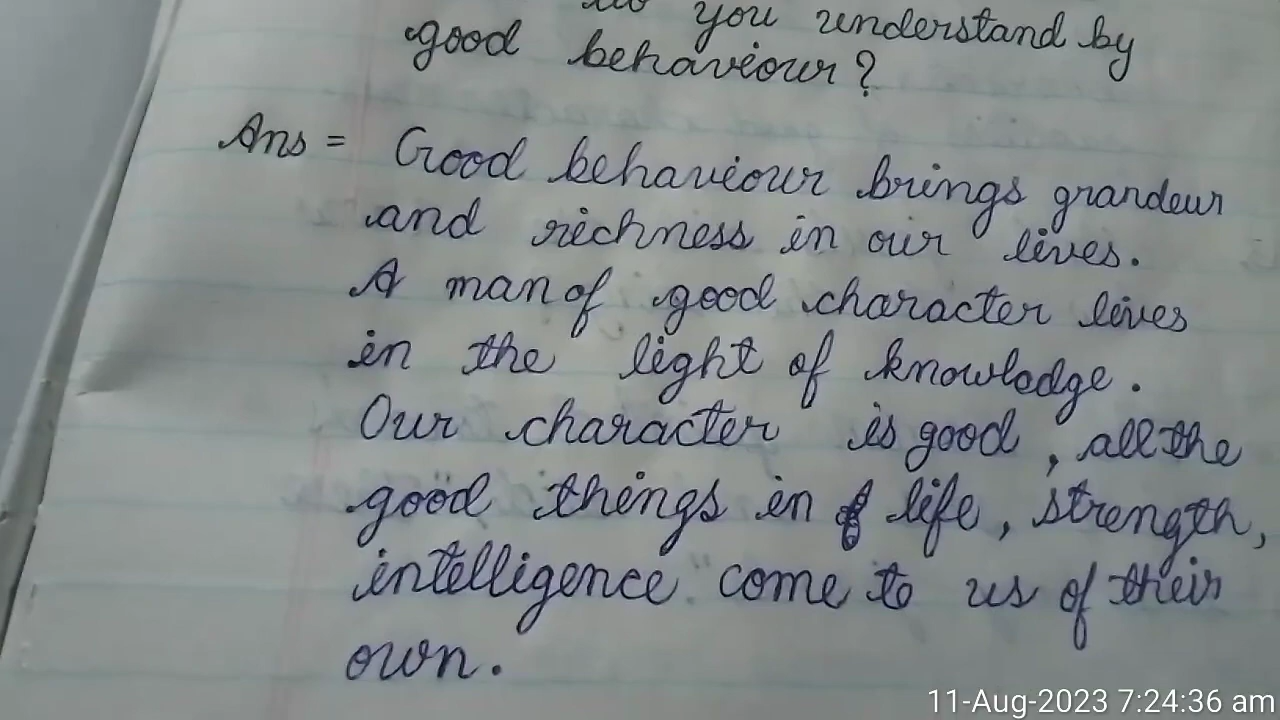 you understand by
good behaviour?
Ans = Good behaviour brings grandeur
and richness in our lives.
A man of good character lives
in the light of knowledge.
Our character is good, all the
good things in life, strength,
intelligence come to us of their
own.
11-Aug-2023 7:24:36 am